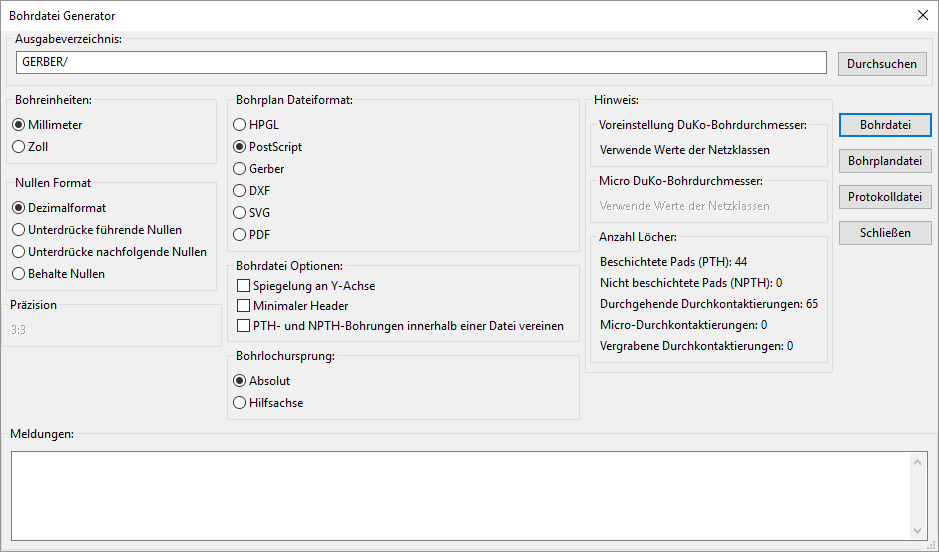 Bohrdatei Generator
Ausgabeverzeichnis:
GERBER/
Durchsuchen
Bohreinheiten:
Millimeter
Zoll
Nullen Format
Dezimalformat
Unterdrücke führende Nullen
Unterdrücke nachfolgende Nullen
Behalte Nullen
Präzision
3:3
Bohrplan Dateiformat:
HPGL
PostScript
Gerber
DXF
SVG
PDF
Bohrdatei Optionen:
Spiegelung an Y-Achse
Minimaler Header
PTH- und NPTH-Bohrungen innerhalb einer Datei vereinen
Bohrlochursprung:
Absolut
Hilfsachse
Hinweis:
Voreinstellung DuKo-Bohrdurchmesser:
Verwende Werte der Netzklassen
Micro DuKo-Bohrdurchmesser:
Verwende Werte der Netzklassen
Anzahl Löcher:
Beschichtete Pads (PTH): 44
Nicht beschichtete Pads (NPTH): 0
Durchgehende Durchkontaktierungen: 65
Micro-Durchkontaktierungen: 0
Vergrabene Durchkontaktierungen: 0
Bohrdatei
Bohrplandatei
Protokolldatei
Schließen
Meldungen: